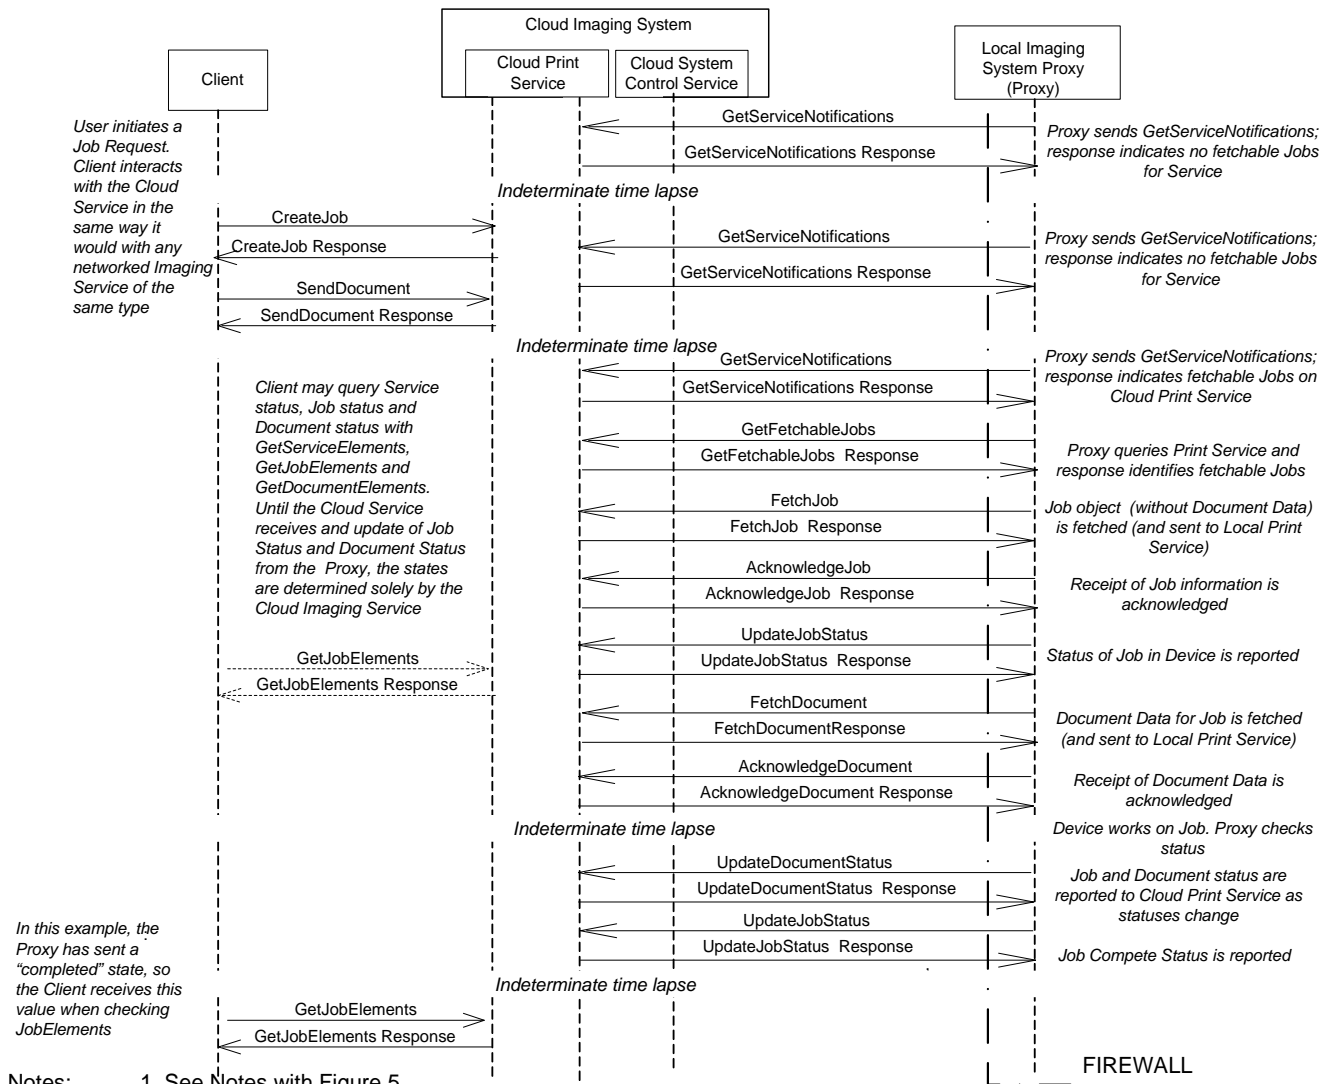 Cloud Imaging System
Client
Cloud Print
Service
Cloud System
Control Service
Local Imaging
System Proxy
(Proxy)
User initiates a
Job Request.
Client interacts
with the Cloud
Service in the
same way it
would with any
networked Imaging
Service of the
same type
GetServiceNotifications
GetServiceNotifications Response
Proxy sends GetServiceNotifications;
response indicates no fetchable Jobs
for Service
Indeterminate time lapse
CreateJob
CreateJob Response
SendDocument
SendDocument Response
GetServiceNotifications
GetServiceNotifications Response
Proxy sends GetServiceNotifications;
response indicates no fetchable Jobs
for Service
Indeterminate time lapse
GetServiceNotifications
GetServiceNotifications Response
Proxy sends GetServiceNotifications;
response indicates fetchable Jobs on
Cloud Print Service
Client may query Service
status, Job status and
Document status with
GetServiceElements,
GetJobElements and
GetDocumentElements.
Until the Cloud Service
receives and update of Job
Status and Document Status
from the Proxy, the states
are determined solely by the
Cloud Imaging Service
GetFetchableJobs
GetFetchableJobs Response
Proxy queries Print Service and
response identifies fetchable Jobs
FetchJob
FetchJob Response
Job object (without Document Data)
is fetched (and sent to Local Print
Service)
AcknowledgeJob
AcknowledgeJob Response
Receipt of Job information is
acknowledged
UpdateJobStatus
UpdateJobStatus Response
Status of Job in Device is reported
GetJobElements
GetJobElements Response
FetchDocument
FetchDocumentResponse
Document Data for Job is fetched
(and sent to Local Print Service)
AcknowledgeDocument
AcknowledgeDocument Response
Receipt of Document Data is
acknowledged
Indeterminate time lapse
Device works on Job. Proxy checks
status
UpdateDocumentStatus
UpdateDocumentStatus Response
Job and Document status are
reported to Cloud Print Service as
statuses change
UpdateJobStatus
UpdateJobStatus Response
Job Compete Status is reported
In this example, the
Proxy has sent a
“completed” state, so
the Client receives this
value when checking
JobElements
Indeterminate time lapse
GetJobElements
GetJobElements Response
FIREWALL
Notes: 1. See Notes with Figure 5